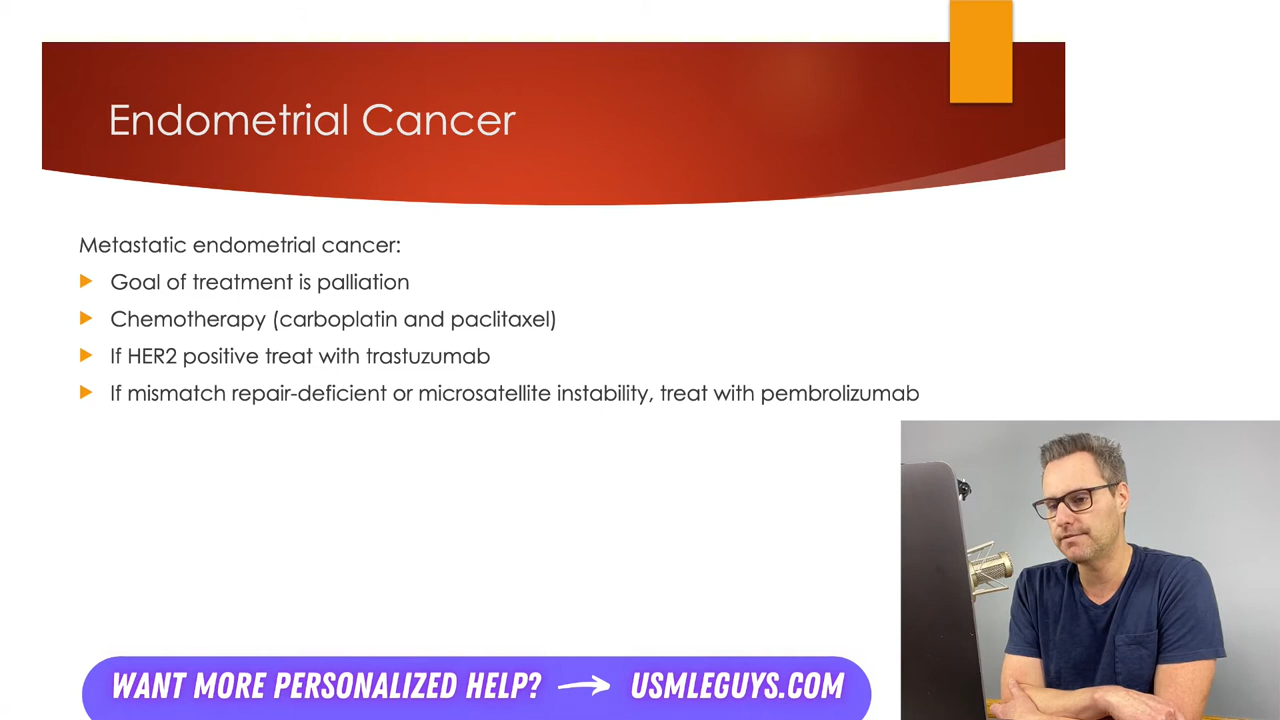 Endometrial Cancer
Metastatic endometrial cancer:
Goal of treatment is palliation
Chemotherapy (carboplatin and paclitaxel)
If HER2 positive treat with trastuzumab
If mismatch repair-deficient or microsatellite instability, treat with pembrolizumab
WANT MORE PERSONALIZED HELP? → USMLEGUYS.COM